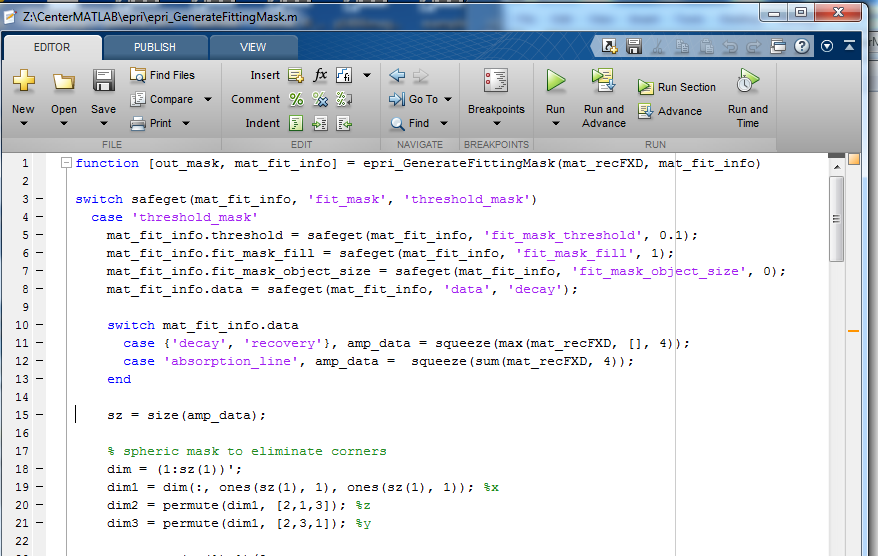 Z:\CenterMATLAB\epri\epri_GenerateFittingMask.m
EDITOR PUBLISH VIEW
New Open Save Find Files Compare Print
FILE
Insert fx Comment Indent
EDIT
Go To Find
NAVIGATE
Breakpoints
BREAKPOINTS
Run Run and Advance Run Section Advance Run and Time
RUN
1 function [out_mask, mat_fit_info] = epri_GenerateFittingMask(mat_recFXD, mat_fit_info)
2
3 switch safeget(mat_fit_info, 'fit_mask', 'threshold_mask')
4 case 'threshold_mask'
5 mat_fit_info.threshold = safeget(mat_fit_info, 'fit_mask_threshold', 0.1);
6 mat_fit_info.fit_mask_fill = safeget(mat_fit_info, 'fit_mask_fill', 1);
7 mat_fit_info.fit_mask_object_size = safeget(mat_fit_info, 'fit_mask_object_size', 0);
8 mat_fit_info.data = safeget(mat_fit_info, 'data', 'decay');
9
10 switch mat_fit_info.data
11 case {'decay', 'recovery'}, amp_data = squeeze(max(mat_recFXD, [], 4));
12 case 'absorption_line', amp_data =  squeeze(sum(mat_recFXD, 4));
13 end
14
15 sz = size(amp_data);
16
17 % spheric mask to eliminate corners
18 dim = (1:sz(1))';
19 dim1 = dim(:, ones(sz(1), 1), ones(sz(1), 1)); %x
20 dim2 = permute(dim1, [2,1,3]); %z
21 dim3 = permute(dim1, [2,3,1]); %y
22